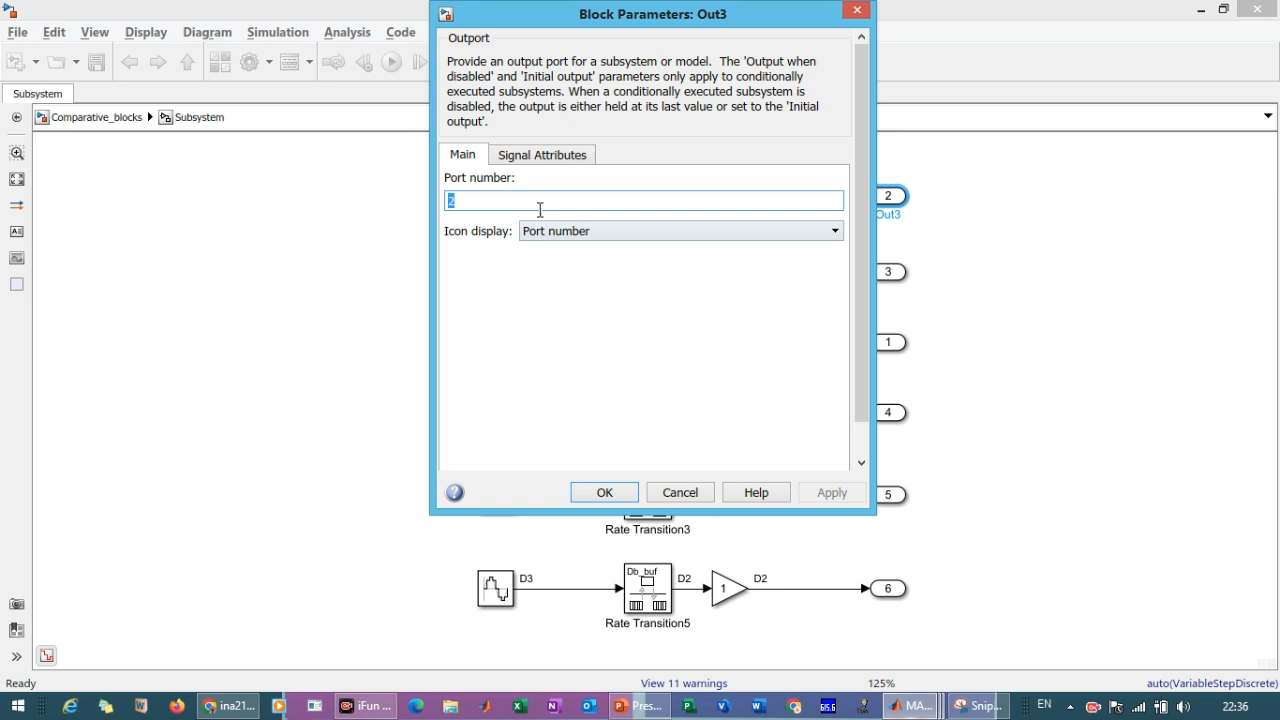 Block Parameters: Out3
File Edit View Display Diagram Simulation Analysis Code
Subsystem
Comparative_blocks Subsystem
Outport
Provide an output port for a subsystem or model. The 'Output when
disabled' and 'Initial output' parameters only apply to conditionally
executed subsystems. When a conditionally executed subsystem is
disabled, the output is either held at its last value or set to the 'Initial
output'.
Main Signal Attributes
Port number:
2
Icon display: Port number
OK Cancel Help Apply
2
Out3
3
1
4
5
Rate Transition3
D3 Db_buf D2 1 D2 6
Rate Transition5
Ready View 11 warnings 125% auto(VariableStepDiscrete)
ina21... iFun ... Pres... MA... Snip... EN 22:36